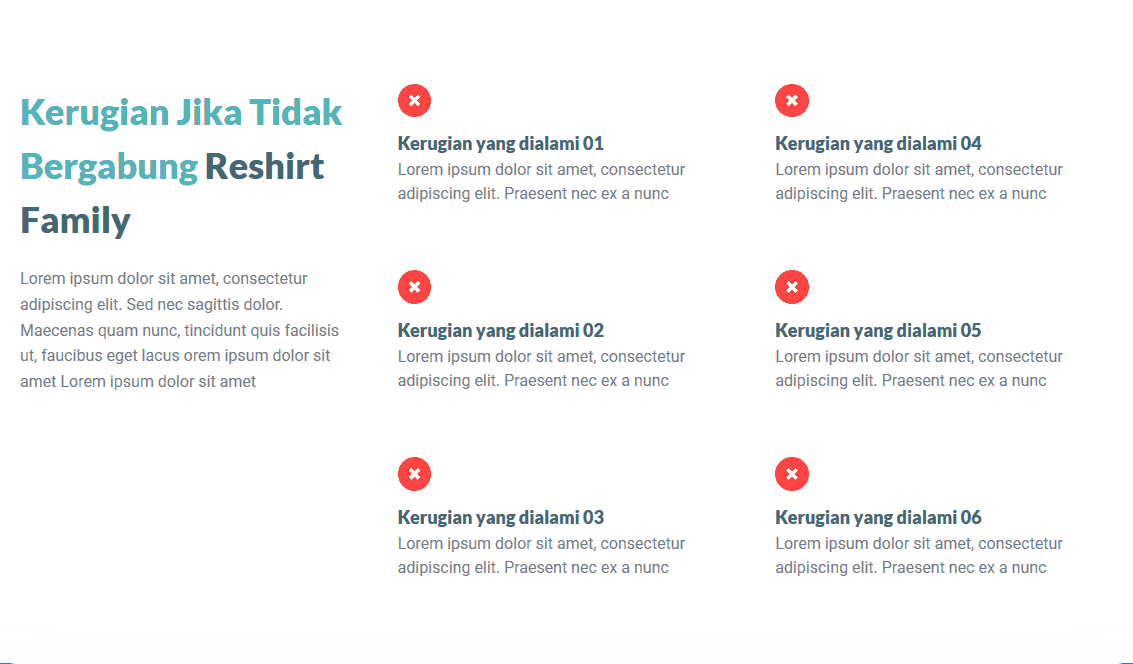 Kerugian Jika Tidak
Bergabung Reshirt
Family
Lorem ipsum dolor sit amet, consectetur
adipiscing elit. Sed nec sagittis dolor.
Maecenas quam nunc, tincidunt quis facilisis
ut, faucibus eget lacus orem ipsum dolor sit
amet Lorem ipsum dolor sit amet
Kerugian yang dialami 01
Lorem ipsum dolor sit amet, consectetur
adipiscing elit. Praesent nec ex a nunc
Kerugian yang dialami 02
Lorem ipsum dolor sit amet, consectetur
adipiscing elit. Praesent nec ex a nunc
Kerugian yang dialami 03
Lorem ipsum dolor sit amet, consectetur
adipiscing elit. Praesent nec ex a nunc
Kerugian yang dialami 04
Lorem ipsum dolor sit amet, consectetur
adipiscing elit. Praesent nec ex a nunc
Kerugian yang dialami 05
Lorem ipsum dolor sit amet, consectetur
adipiscing elit. Praesent nec ex a nunc
Kerugian yang dialami 06
Lorem ipsum dolor sit amet, consectetur
adipiscing elit. Praesent nec ex a nunc